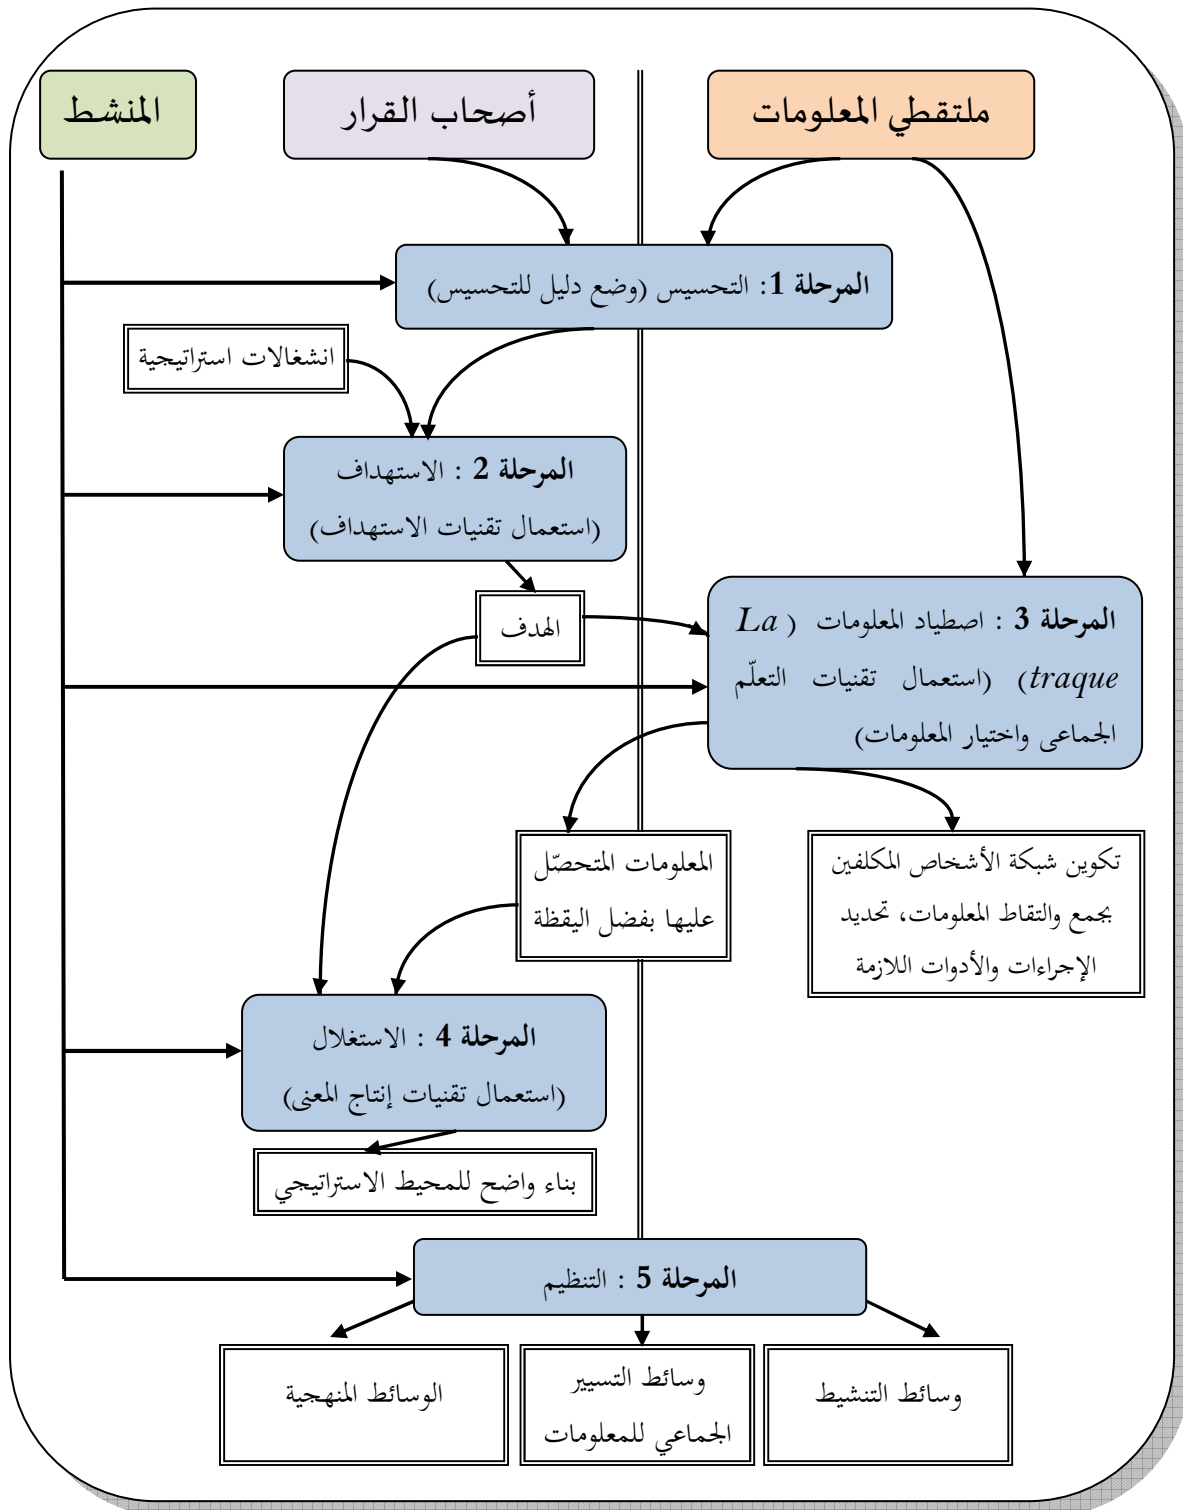 ملتقطي المعلومات
أصحاب القرار
المنشط
المرحلة 1: التحسيس (وضع دليل للتحسيس)
انشغالات استراتيجية
المرحلة 2 : الاستهداف
(استعمال تقنيات الاستهداف)
الهدف
المرحلة 3 : اصطياد المعلومات ( La
traque) (استعمال تقنيات التعلّم
الجماعى واختيار المعلومات)
المعلومات المتحصّل
عليها بفضل اليقظة
تكوين شبكة الأشخاص المكلفين
بجمع والتقاط المعلومات، تحديد
الإجراءات والأدوات اللازمة
المرحلة 4 : الاستغلال
(استعمال تقنيات إنتاج المعنى)
بناء واضح للمحيط الاستراتيجي
المرحلة 5 : التنظيم
وسائط التنشيط
وسائط التسيير
الجماعي للمعلومات
الوسائط المنهجية